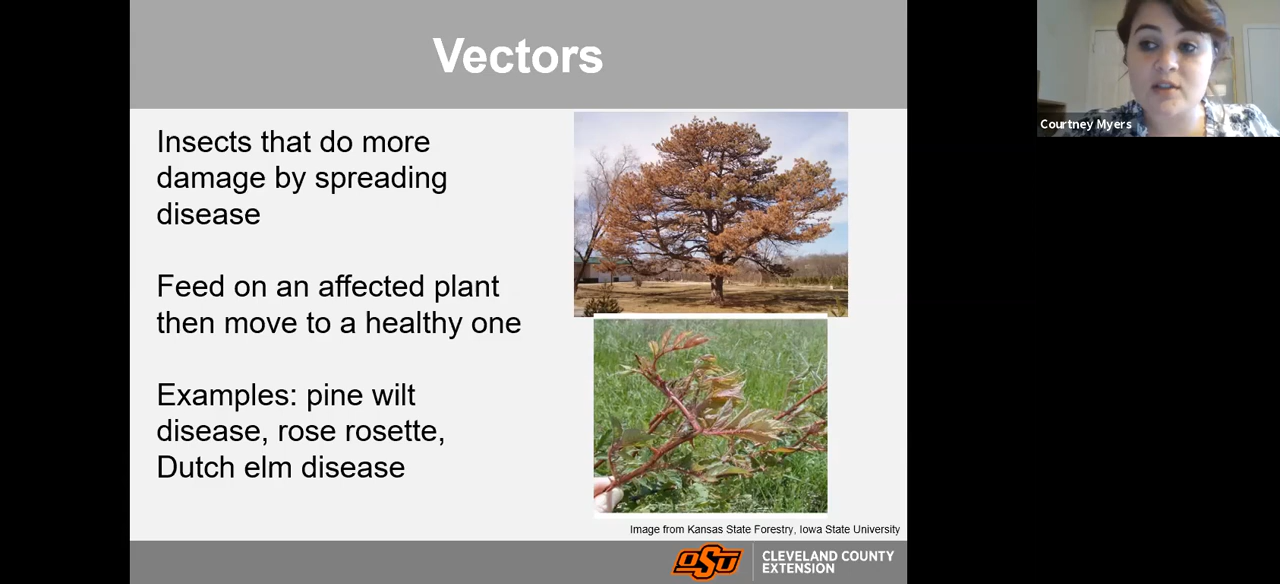 Vectors
Insects that do more
damage by spreading
disease
Feed on an affected plant
then move to a healthy one
Examples: pine wilt
disease, rose rosette,
Dutch elm disease
Image from Kansas State Forestry, Iowa State University
OSU
CLEVELAND COUNTY
EXTENSION
Courtney Myers